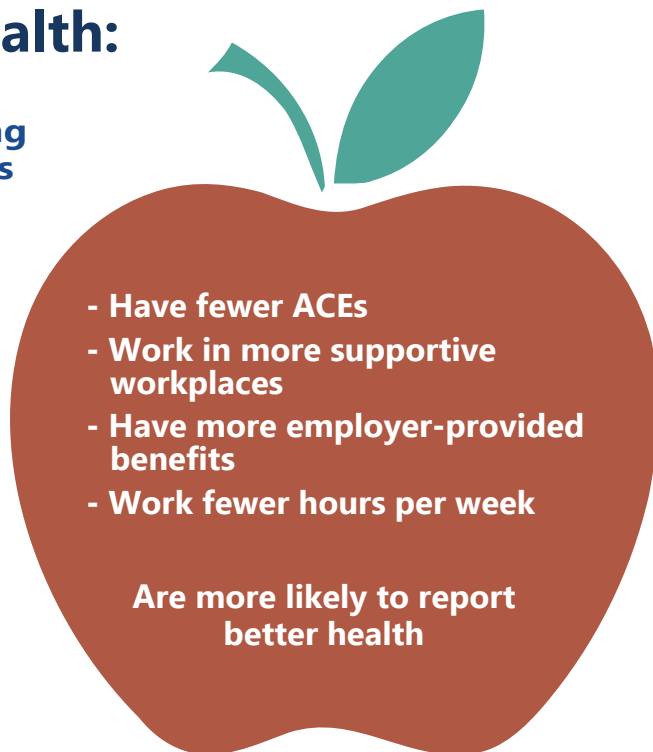 alth:
ng
s
- Have fewer ACEs
- Work in more supportive
workplaces
- Have more employer-provided
benefits
- Work fewer hours per week
Are more likely to report
better health